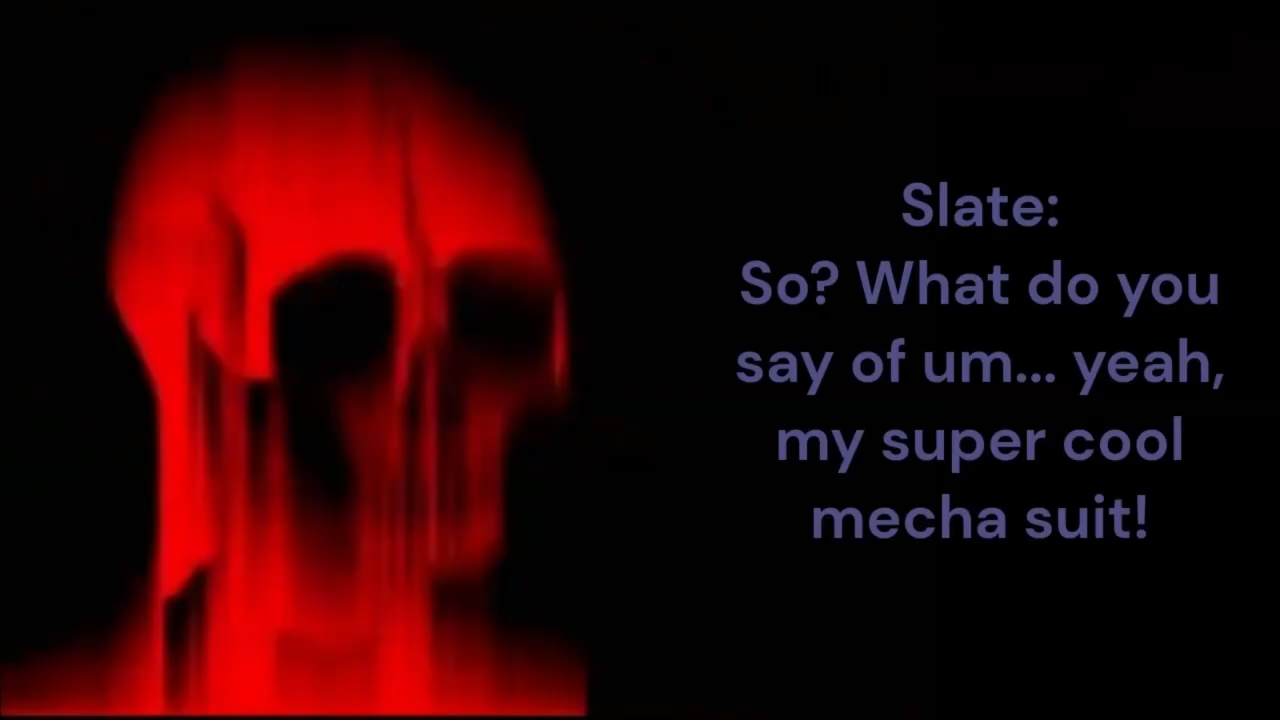 Slate:
So? What do you
say of um... yeah,
my super cool
mecha suit!